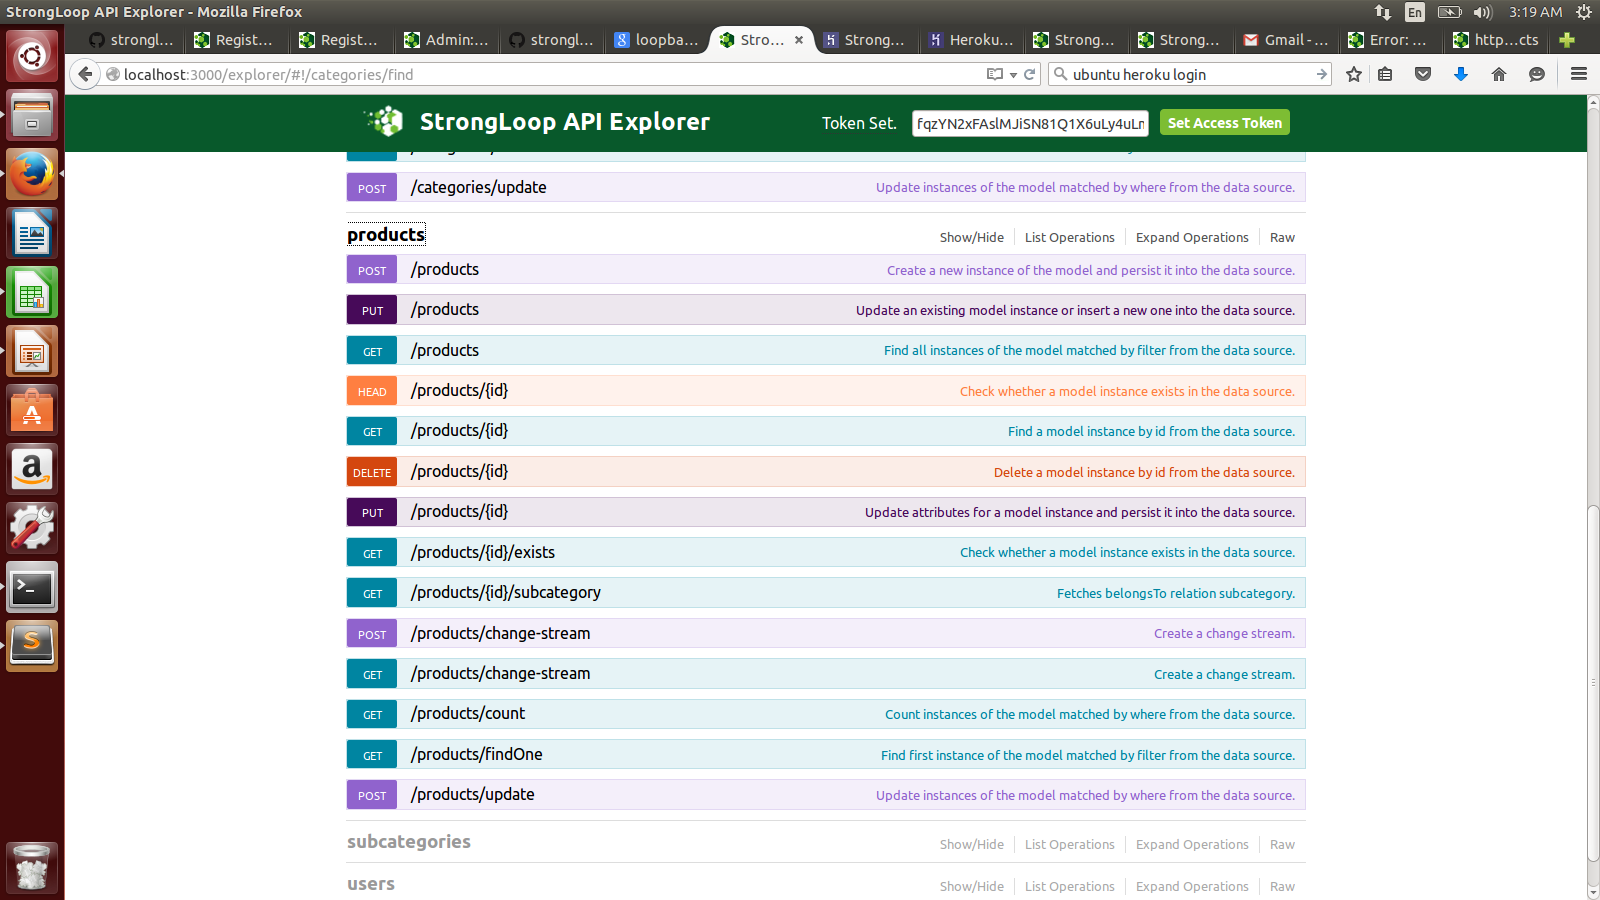 StrongLoop API Explorer - Mozilla Firefox
En
3:19 AM
strongl...
Regist...
Regist...
Admin:...
strongl...
loopba...
Stro...
Strong...
Heroku...
Strong...
Strong...
Gmail -...
Error: ...
http...cts
localhost:3000/explorer/#!/categories/find
ubuntu heroku login
StrongLoop API Explorer
Token Set.
Set Access Token
POST /categories/update Update instances of the model matched by where from the data source.
products Show/Hide List Operations Expand Operations Raw
POST /products Create a new instance of the model and persist it into the data source.
PUT /products Update an existing model instance or insert a new one into the data source.
GET /products Find all instances of the model matched by filter from the data source.
HEAD /products/{id} Check whether a model instance exists in the data source.
GET /products/{id} Find a model instance by id from the data source.
DELETE /products/{id} Delete a model instance by id from the data source.
PUT /products/{id} Update attributes for a model instance and persist it into the data source.
GET /products/{id}/exists Check whether a model instance exists in the data source.
GET /products/{id}/subcategory Fetches belongsTo relation subcategory.
POST /products/change-stream Create a change stream.
GET /products/change-stream Create a change stream.
GET /products/count Count instances of the model matched by where from the data source.
GET /products/findOne Find first instance of the model matched by filter from the data source.
POST /products/update Update instances of the model matched by where from the data source.
subcategories Show/Hide List Operations Expand Operations Raw
users Show/Hide List Operations Expand Operations Raw